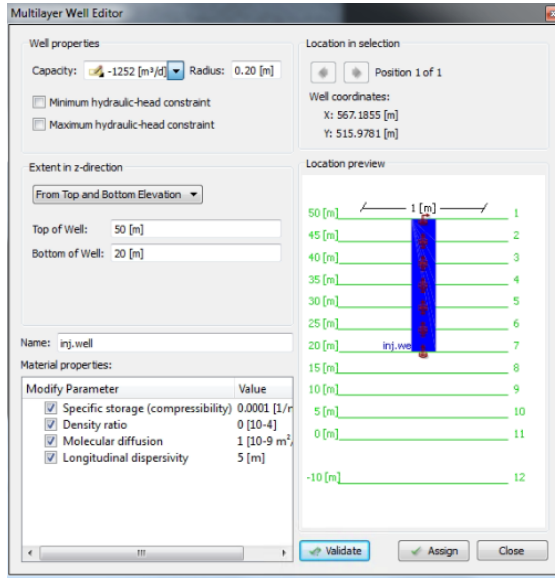 Multilayer Well Editor
Well properties
Capacity: -1252 [m³/d] Radius: 0.20 [m]
Minimum hydraulic-head constraint
Maximum hydraulic-head constraint
Location in selection
Position 1 of 1
Well coordinates:
X: 567.1855 [m]
Y: 515.9781 [m]
Extent in z-direction
From Top and Bottom Elevation
Top of Well: 50 [m]
Bottom of Well: 20 [m]
Location preview
1 [m]
50 [m] 1
45 [m] 2
40 [m] 3
35 [m] 4
30 [m] 5
25 [m] 6
20 [m] inj.we 7
15 [m] 8
10 [m] 9
5 [m] 10
0 [m] 11
-10 [m] 12
Name: inj.well
Material properties:
Modify Parameter Value
Specific storage (compressibility) 0.0001 [1/r
Density ratio 0 [10-4]
Molecular diffusion 1 [10-9 m²/
Longitudinal dispersivity 5 [m]
Validate Assign Close